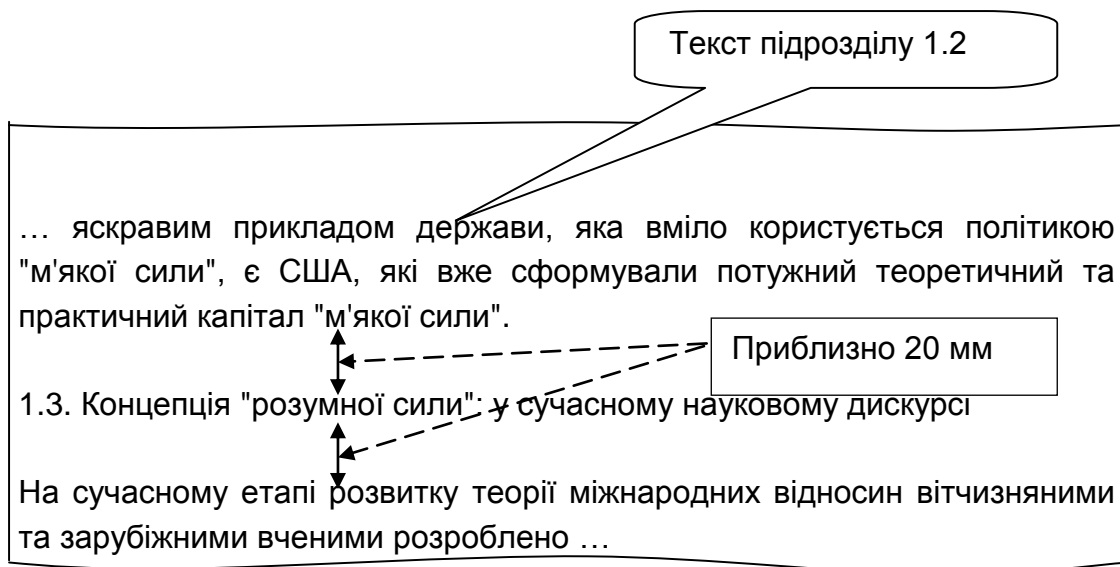 Текст підрозділу 1.2
… яскравим прикладом держави, яка вміло користується політикою
"м'якої сили", є США, які вже сформували потужний теоретичний та
практичний капітал "м'якої сили".
Приблизно 20 мм
1.3. Концепція "розумної сили": у сучасному науковому дискурсі
На сучасному етапі розвитку теорії міжнародних відносин вітчизняними
та зарубіжними вченими розроблено …